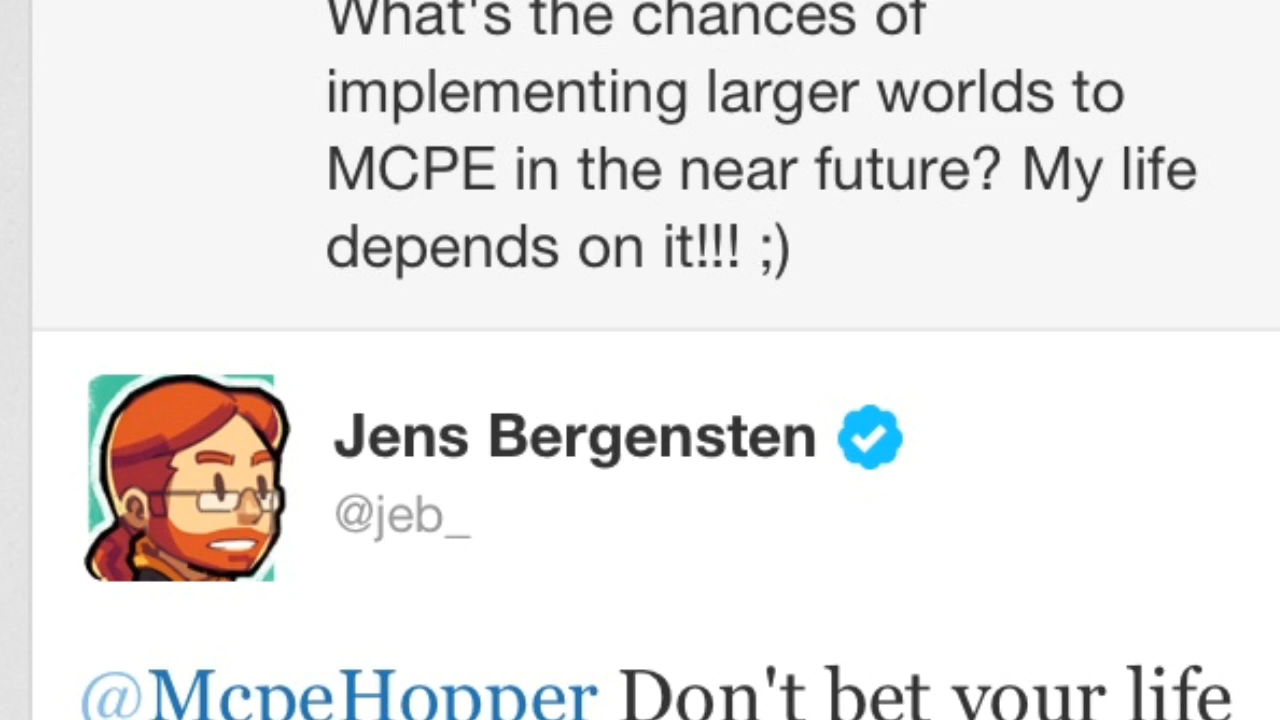 What's the chances of
implementing larger worlds to
MCPE in the near future? My life
depends on it!!! ;)
Jens Bergensten
@jeb_
@McpeHopper Don't bet your life